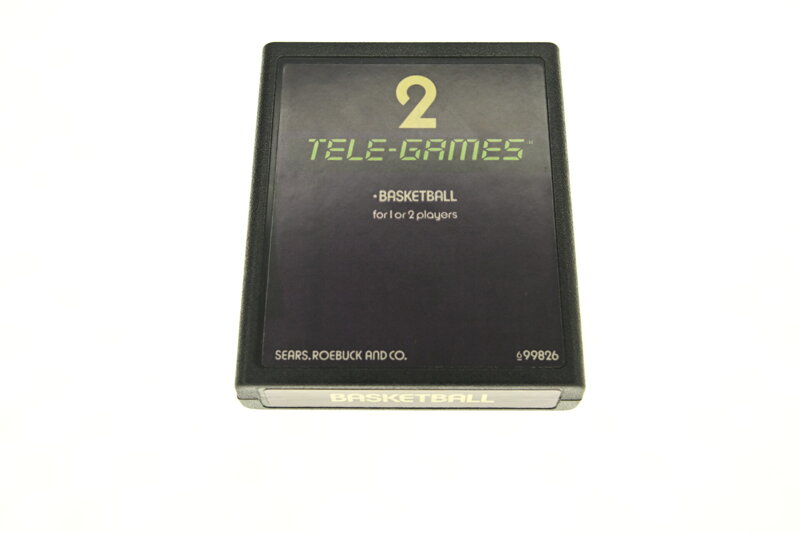 2
TELE-GAMES
•BASKETBALL
for 1 or 2 players
SEARS, ROEBUCK AND CO.
699826
BASKETBALL